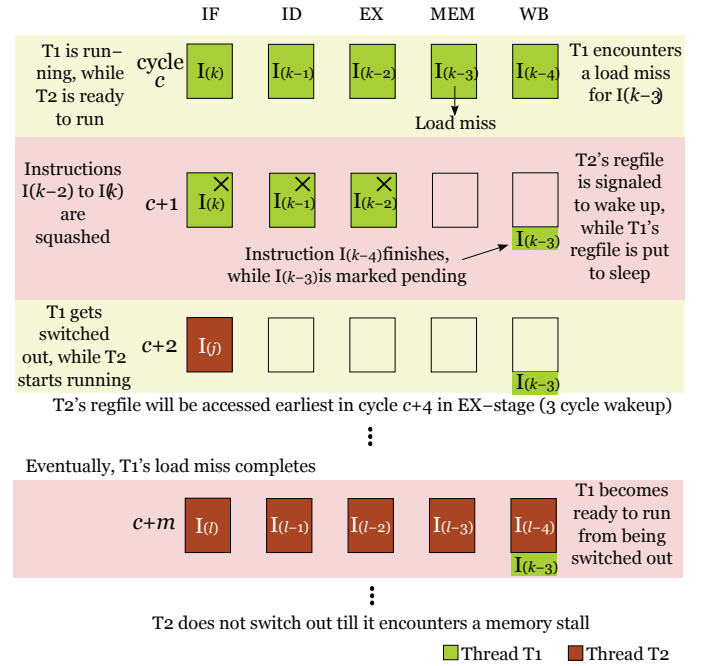 IF ID EX MEM WB
T1 is run–
ning, while
T2 is ready
to run
cycle
c
I(k) I(k−1) I(k−2) I(k−3) I(k−4)
Load miss
T1 encounters
a load miss
for I(k−3)
Instructions
I(k−2) to I(k)
are
squashed
c+1
I(k) I(k−1) I(k−2)
I(k−3)
Instruction I(k−4)finishes,
while I(k−3)is marked pending
T2's regfile
is signaled
to wake up,
while T1's
regfile is put
to sleep
T1 gets
switched
out, while T2
starts running
c+2
I(j)
I(k−3)
T2's regfile will be accessed earliest in cycle c+4 in EX−stage (3 cycle wakeup)
Eventually, T1's load miss completes
c+m
I(l) I(l−1) I(l−2) I(l−3) I(l−4)
I(k−3)
T1 becomes
ready to run
from being
switched out
T2 does not switch out till it encounters a memory stall
Thread T1 Thread T2